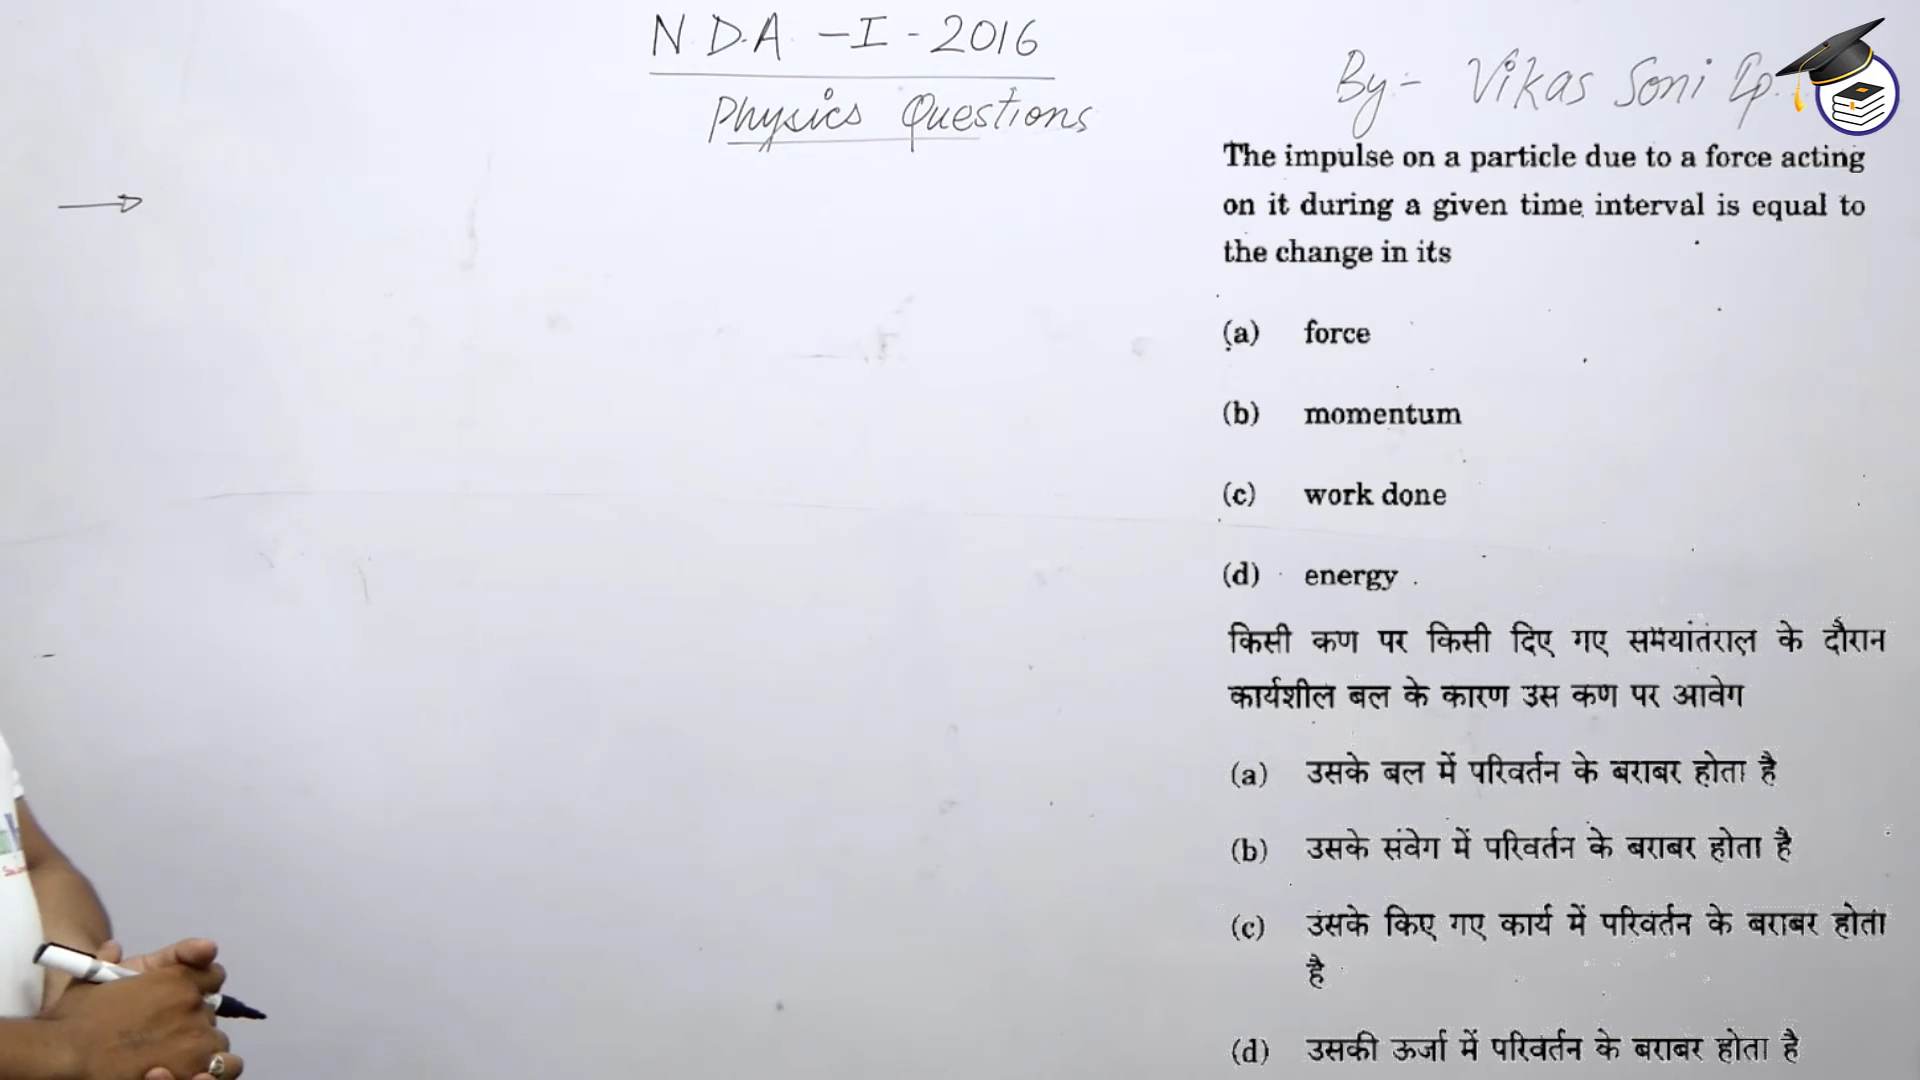 N.D.A. -I - 2016
Physics Questions
By:- Vikas Soni
The impulse on a particle due to a force acting
on it during a given time interval is equal to
the change in its
(a) force
(b) momentum
(c) work done
(d) energy
किसी कण पर किसी दिए गए समयांतराल के दौरान
कार्यशील बल के कारण उस कण पर आवेग
(a) उसके बल में परिवर्तन के बराबर होता है
(b) उसके संवेग में परिवर्तन के बराबर होता है
(c) उसके किए गए कार्य में परिवर्तन के बराबर होता
है
(d) उसकी ऊर्जा में परिवर्तन के बराबर होता है